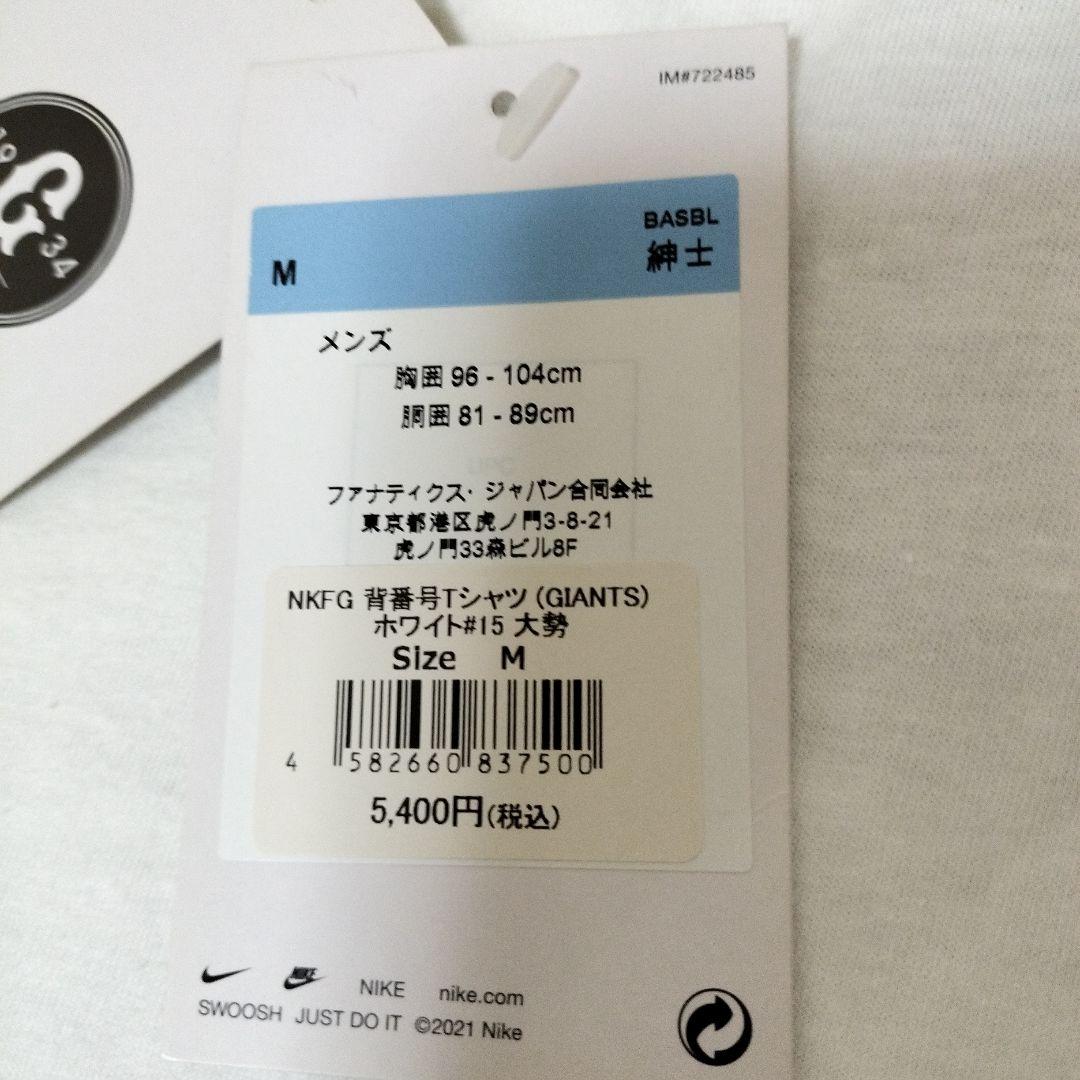 IM#722485
BASBL
M 紳士
メンズ
胸囲 96 - 104cm
胴囲 81 - 89cm
ファナティクス・ジャパン合同会社
東京都港区虎ノ門3-8-21
虎ノ門33森ビル8F
NKFG 背番号Tシャツ (GIANTS)
ホワイト#15 大勢
Size M
4 582660 837500
5,400円(税込)
NIKE NIKE nike.com
SWOOSH JUST DO IT ©2021 Nike
G
34